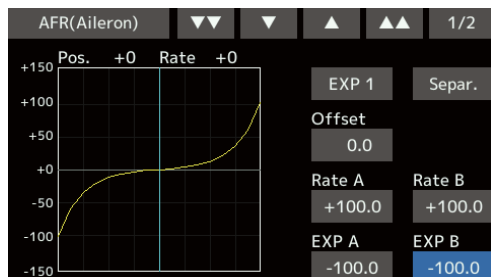 AFR(Aileron) ▼▼ ▼ ▲ ▲▲ 1/2
Pos. +0 Rate +0
+150
+100
+50
+0
-50
-100
-150
EXP 1 Separ.
Offset
0.0
Rate A Rate B
+100.0 +100.0
EXP A EXP B
-100.0 -100.0